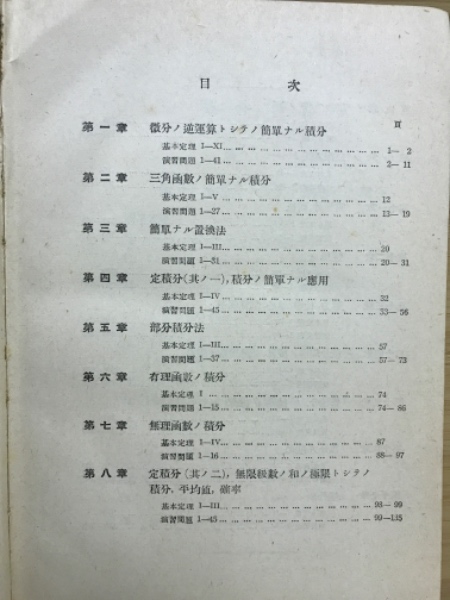 目次
頁
第一章 微分ノ逆運算トシテノ簡單ナル積分
基本定理 I—XI ... 1— 2
演習問題 1—41 ... 2— 11
第二章 三角函數ノ簡單ナル積分
基本定理 I—V ... 12
演習問題 1—27 ... 13— 19
第三章 簡單ナル置換法
基本定理 I—III ... 20
演習問題 1—31 ... 20— 31
第四章 定積分(其ノ一),積分ノ簡單ナル應用
基本定理 I—IV ... 32
演習問題 1—45 ... 33— 56
第五章 部分積分法
基本定理 I—III ... 57
演習問題 1—37 ... 57— 73
第六章 有理函數ノ積分
基本定理 I ... 74
演習問題 1—15 ... 74— 86
第七章 無理函數ノ積分
基本定理 I—IV ... 87
演習問題 1—16 ... 88— 97
第八章 定積分(其ノ二),無限級數ノ和ノ極限トシテノ
積分,平均値,確率
基本定理 I—III ... 98— 99
演習問題 1—45 ... 99—135